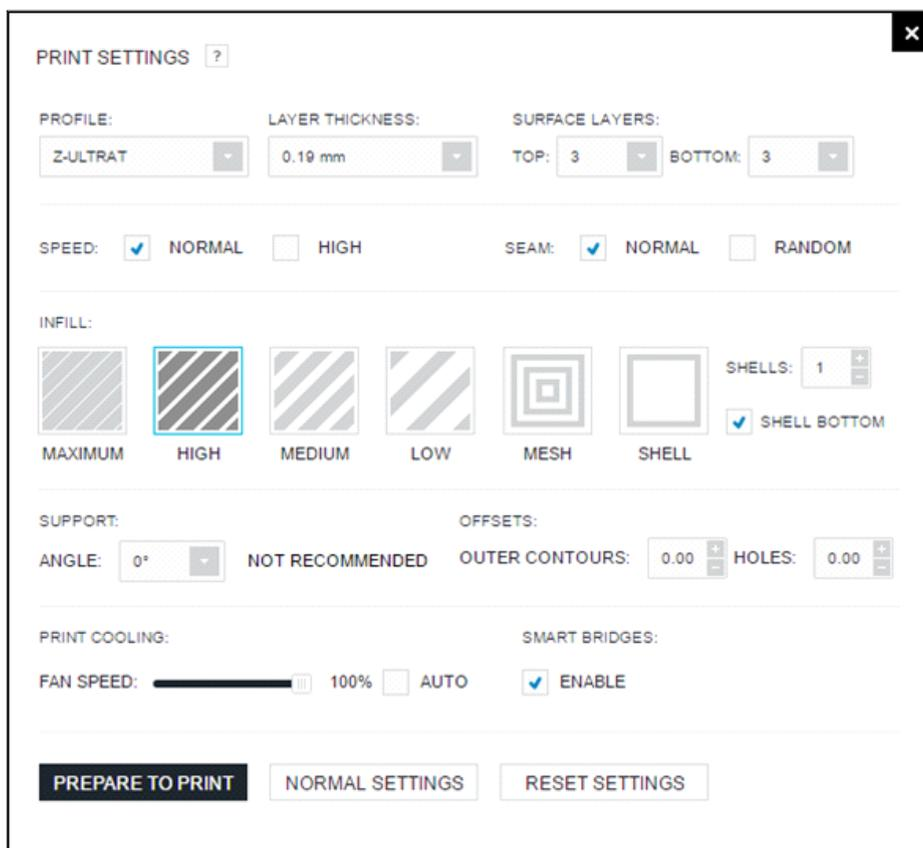 PRINT SETTINGS ?
PROFILE: LAYER THICKNESS: SURFACE LAYERS:
Z-ULTRAT 0.19 mm TOP: 3 BOTTOM: 3
SPEED: NORMAL HIGH SEAM: NORMAL RANDOM
INFILL:
SHELLS: 1
SHELL BOTTOM
MAXIMUM HIGH MEDIUM LOW MESH SHELL
SUPPORT: OFFSETS:
ANGLE: 0° NOT RECOMMENDED OUTER CONTOURS: 0.00 HOLES: 0.00
PRINT COOLING: SMART BRIDGES:
FAN SPEED: 100% AUTO ENABLE
PREPARE TO PRINT NORMAL SETTINGS RESET SETTINGS